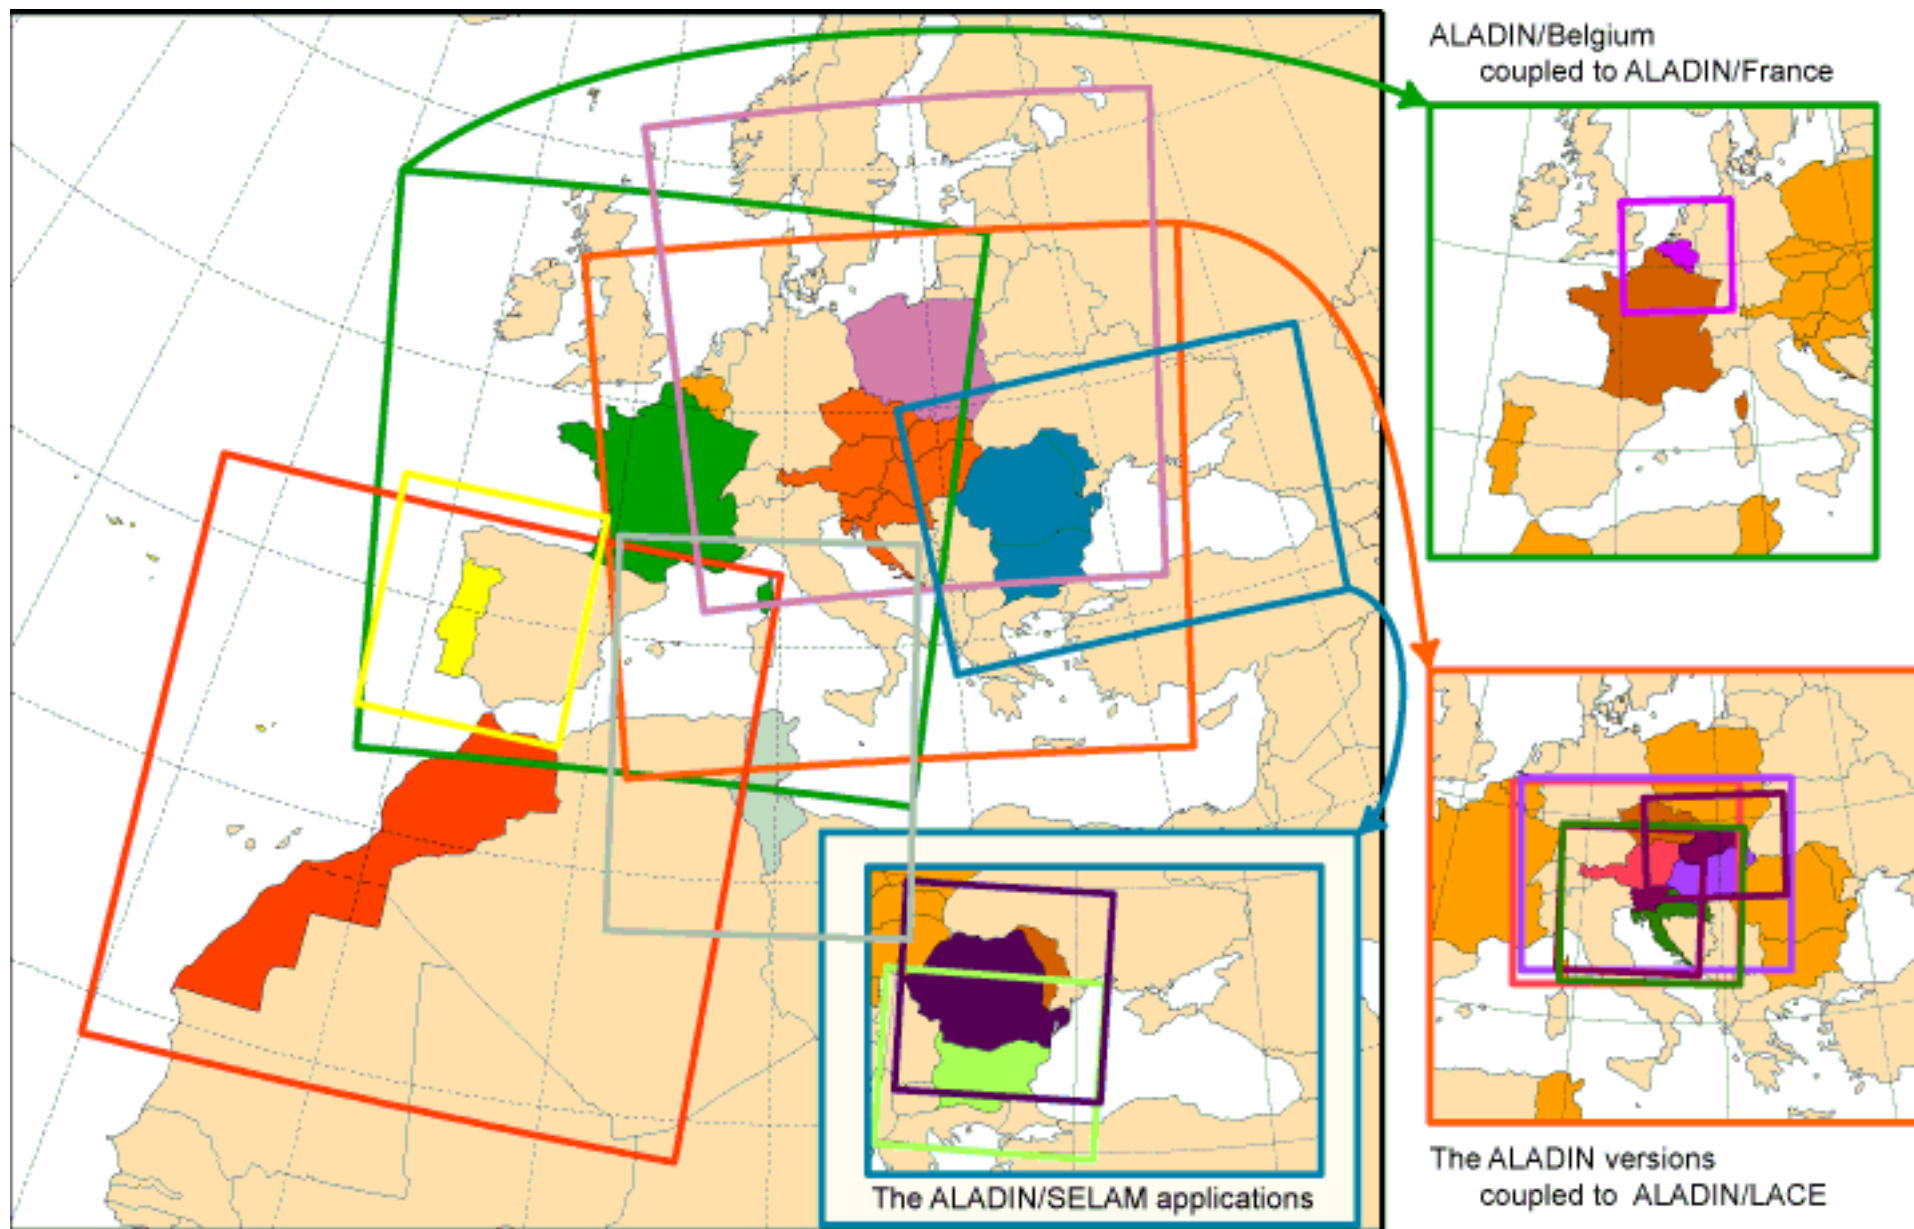 ALADIN/Belgium
coupled to ALADIN/France
The ALADIN versions
coupled to ALADIN/LACE
The ALADIN/SELAM applications